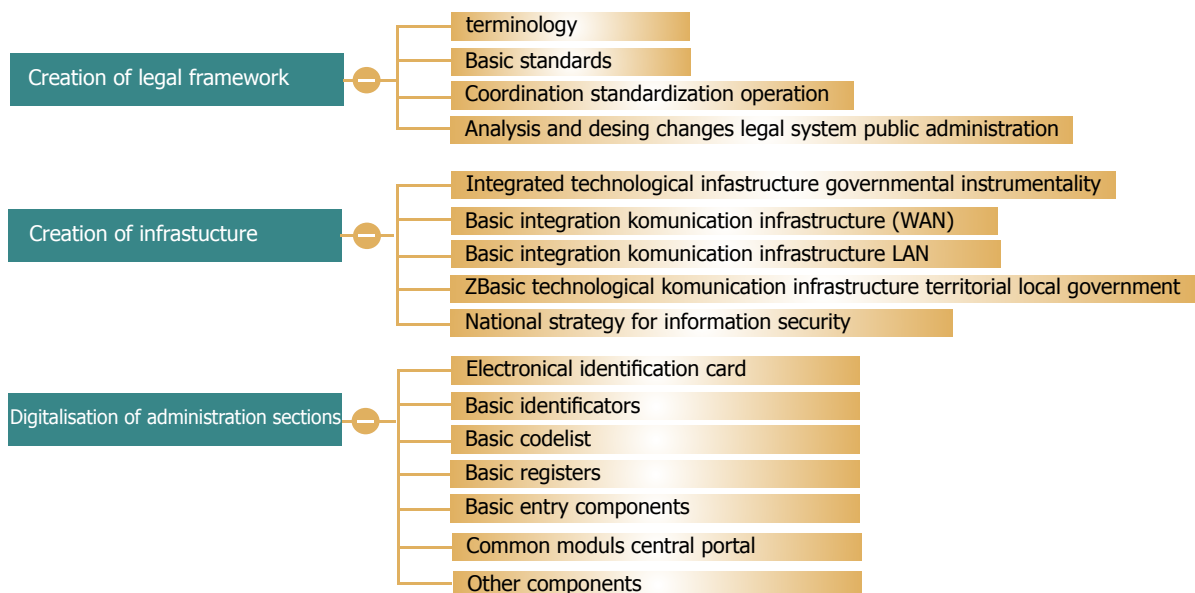 Creation of legal framework
terminology
Basic standards
Coordination standardization operation
Analysis and desing changes legal system public administration
Creation of infrastucture
Integrated technological infastructure governmental instrumentality
Basic integration komunication infrastructure (WAN)
Basic integration komunication infrastructure LAN
ZBasic technological komunication infrastructure territorial local government
National strategy for information security
Digitalisation of administration sections
Electronical identification card
Basic identificators
Basic codelist
Basic registers
Basic entry components
Common moduls central portal
Other components